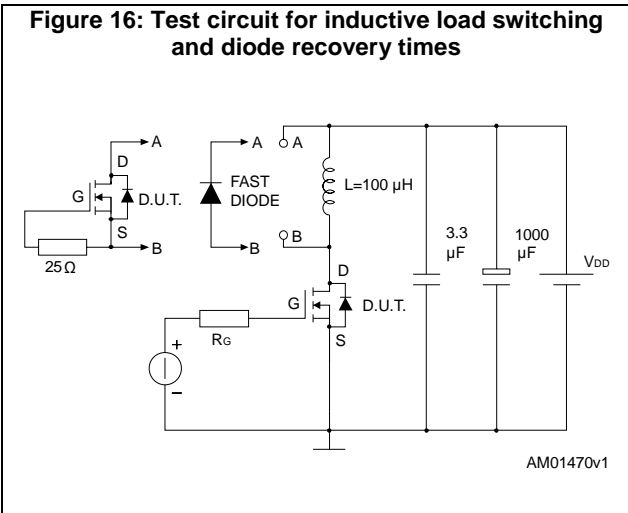 Figure 16: Test circuit for inductive load switching
and diode recovery times
A
D
G
D.U.T.
S
B
25 Ω
A
FAST
DIODE
B
A
L=100 µH
B
D
G
D.U.T.
S
RG
+
–
3.3
µF
1000
µF
VDD
AM01470v1